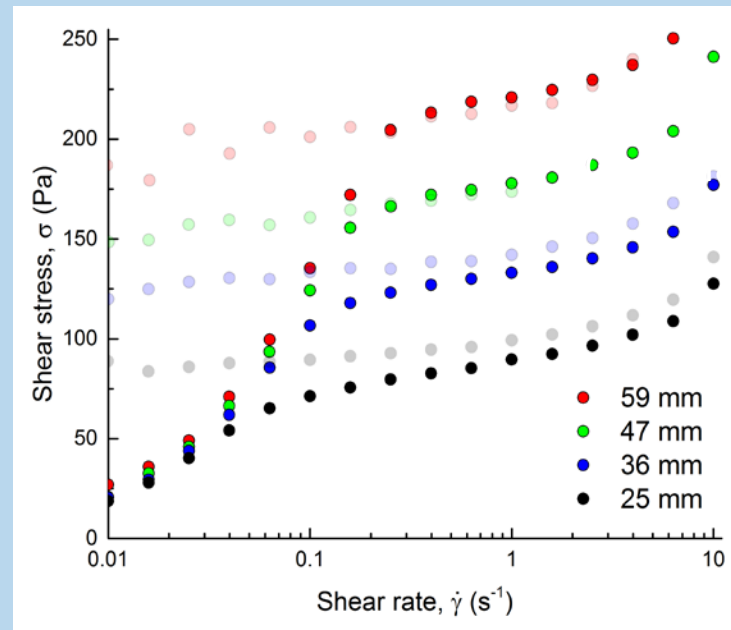 250
200
150
100
50
0
0.01
0.1
1
10
Shear stress, σ (Pa)
Shear rate, γ̇ (s⁻¹)
59 mm
47 mm
36 mm
25 mm